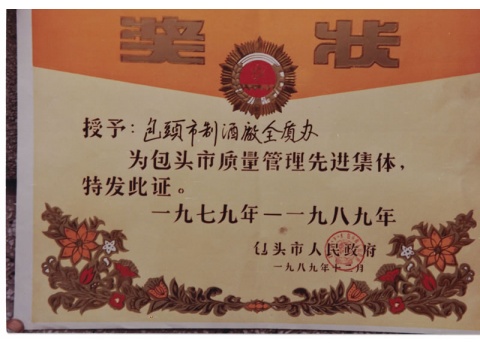 奖状
授予：包头市制酒厰全质办
为包头市质量管理先进集体，
特发此证。
一九七九年—一九八九年
包头市人民政府
一九八九年十二月